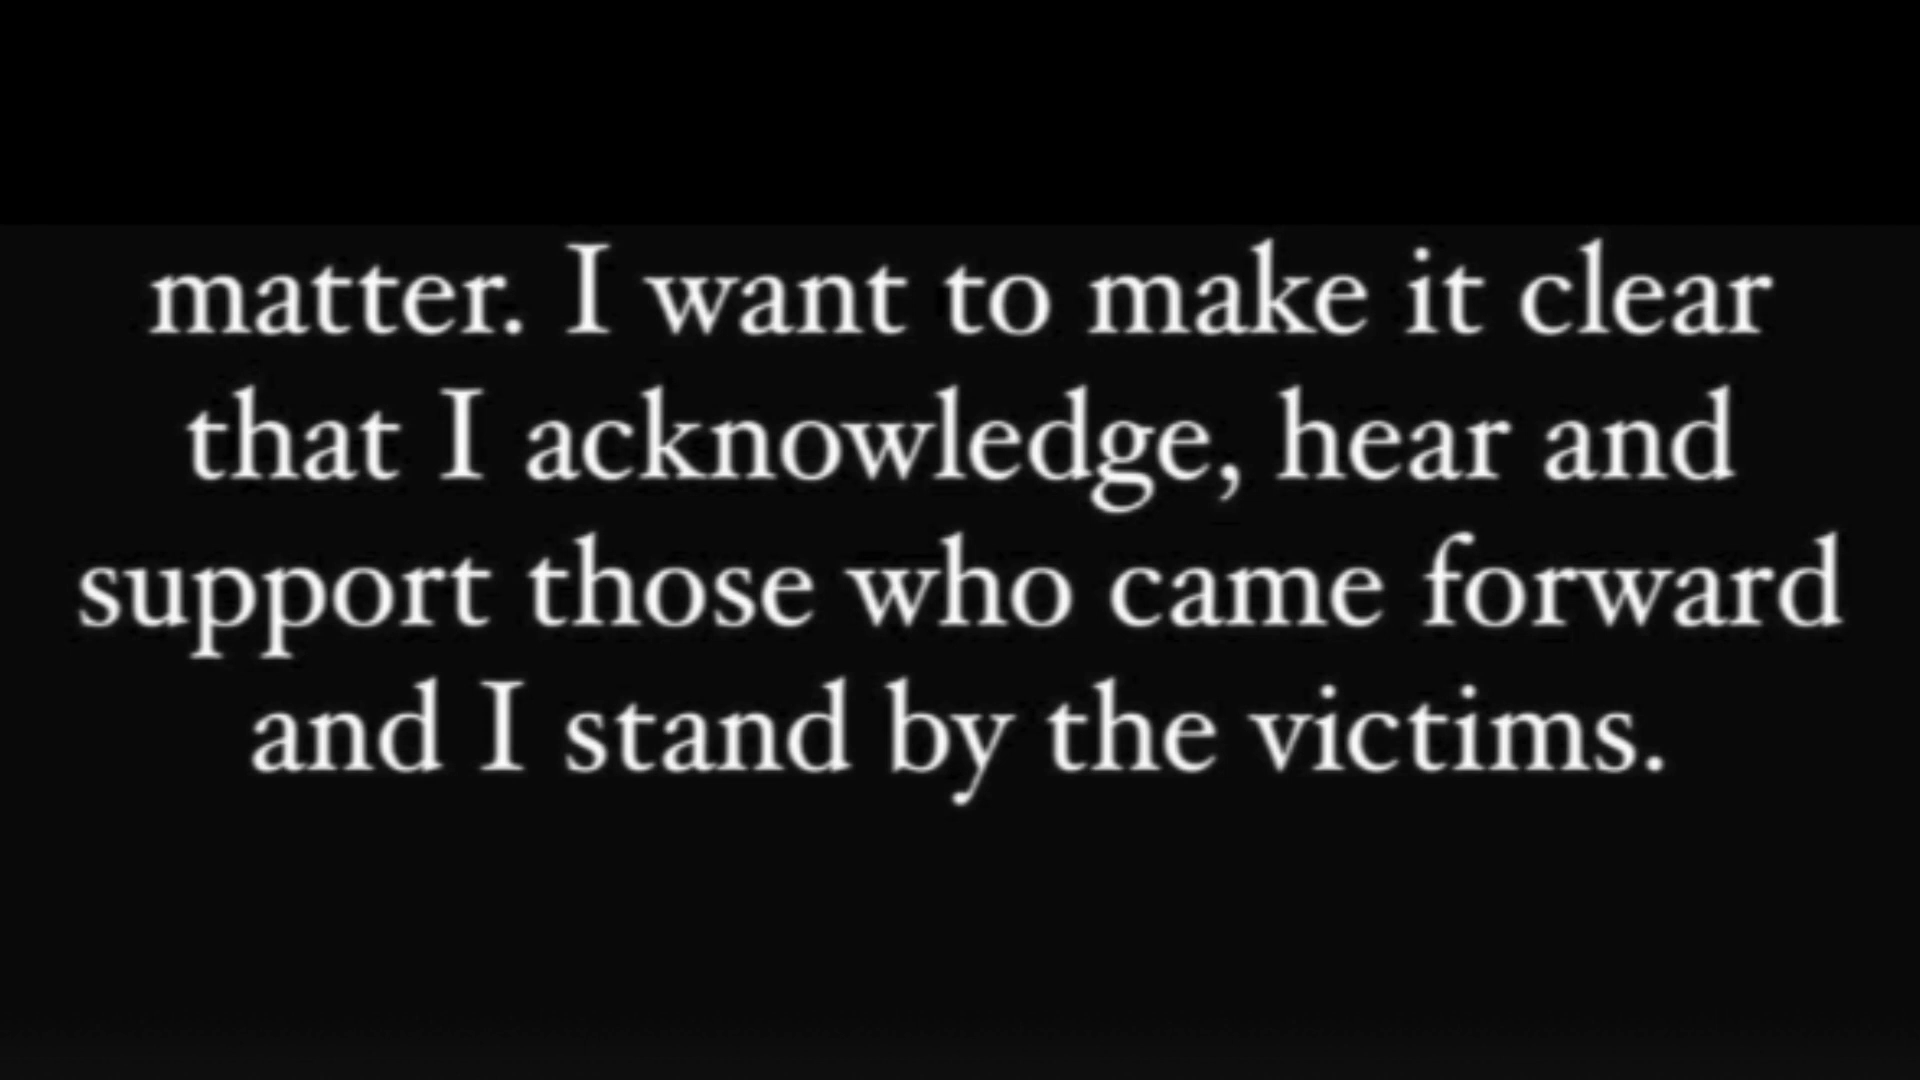 matter. I want to make it clear
that I acknowledge, hear and
support those who came forward
and I stand by the victims.